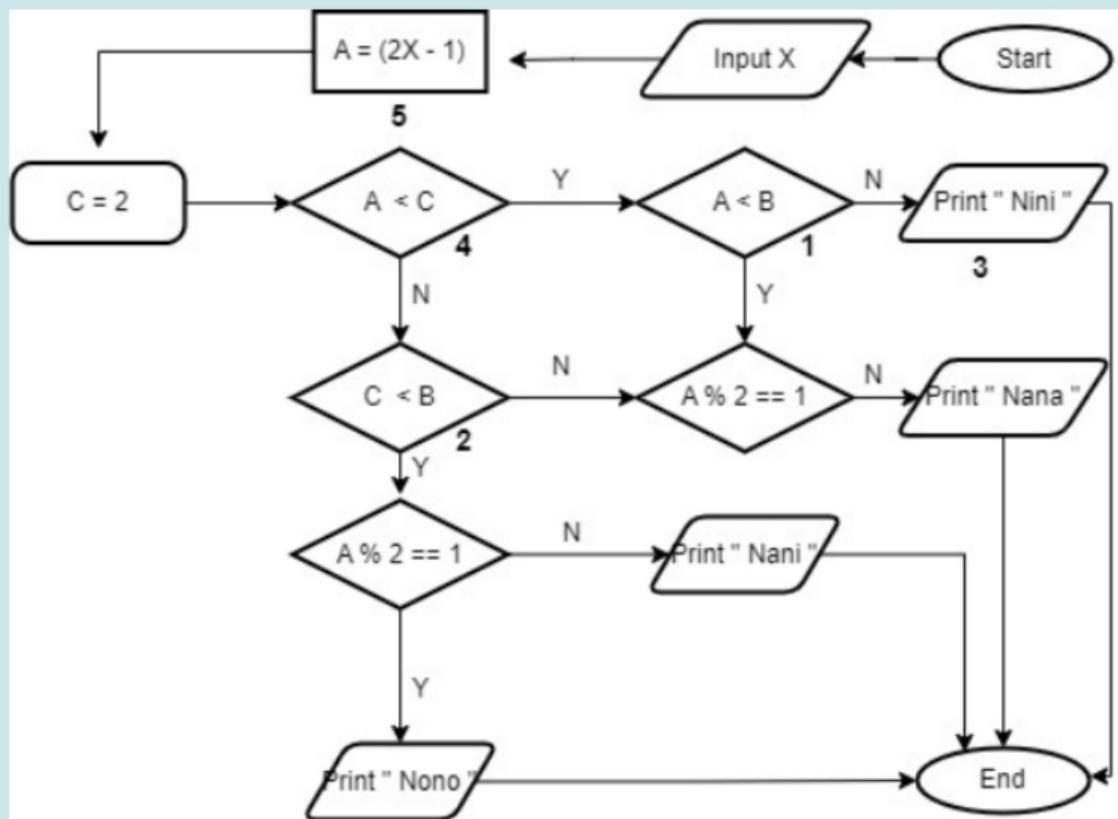 A = (2X - 1)
Input X
Start
5
C = 2
A < C
Y
A < B
N
Print " Nini "
4
1
3
N
Y
C < B
N
A % 2 == 1
N
Print " Nana "
2
Y
A % 2 == 1
N
Print " Nani "
Y
Print " Nono "
End